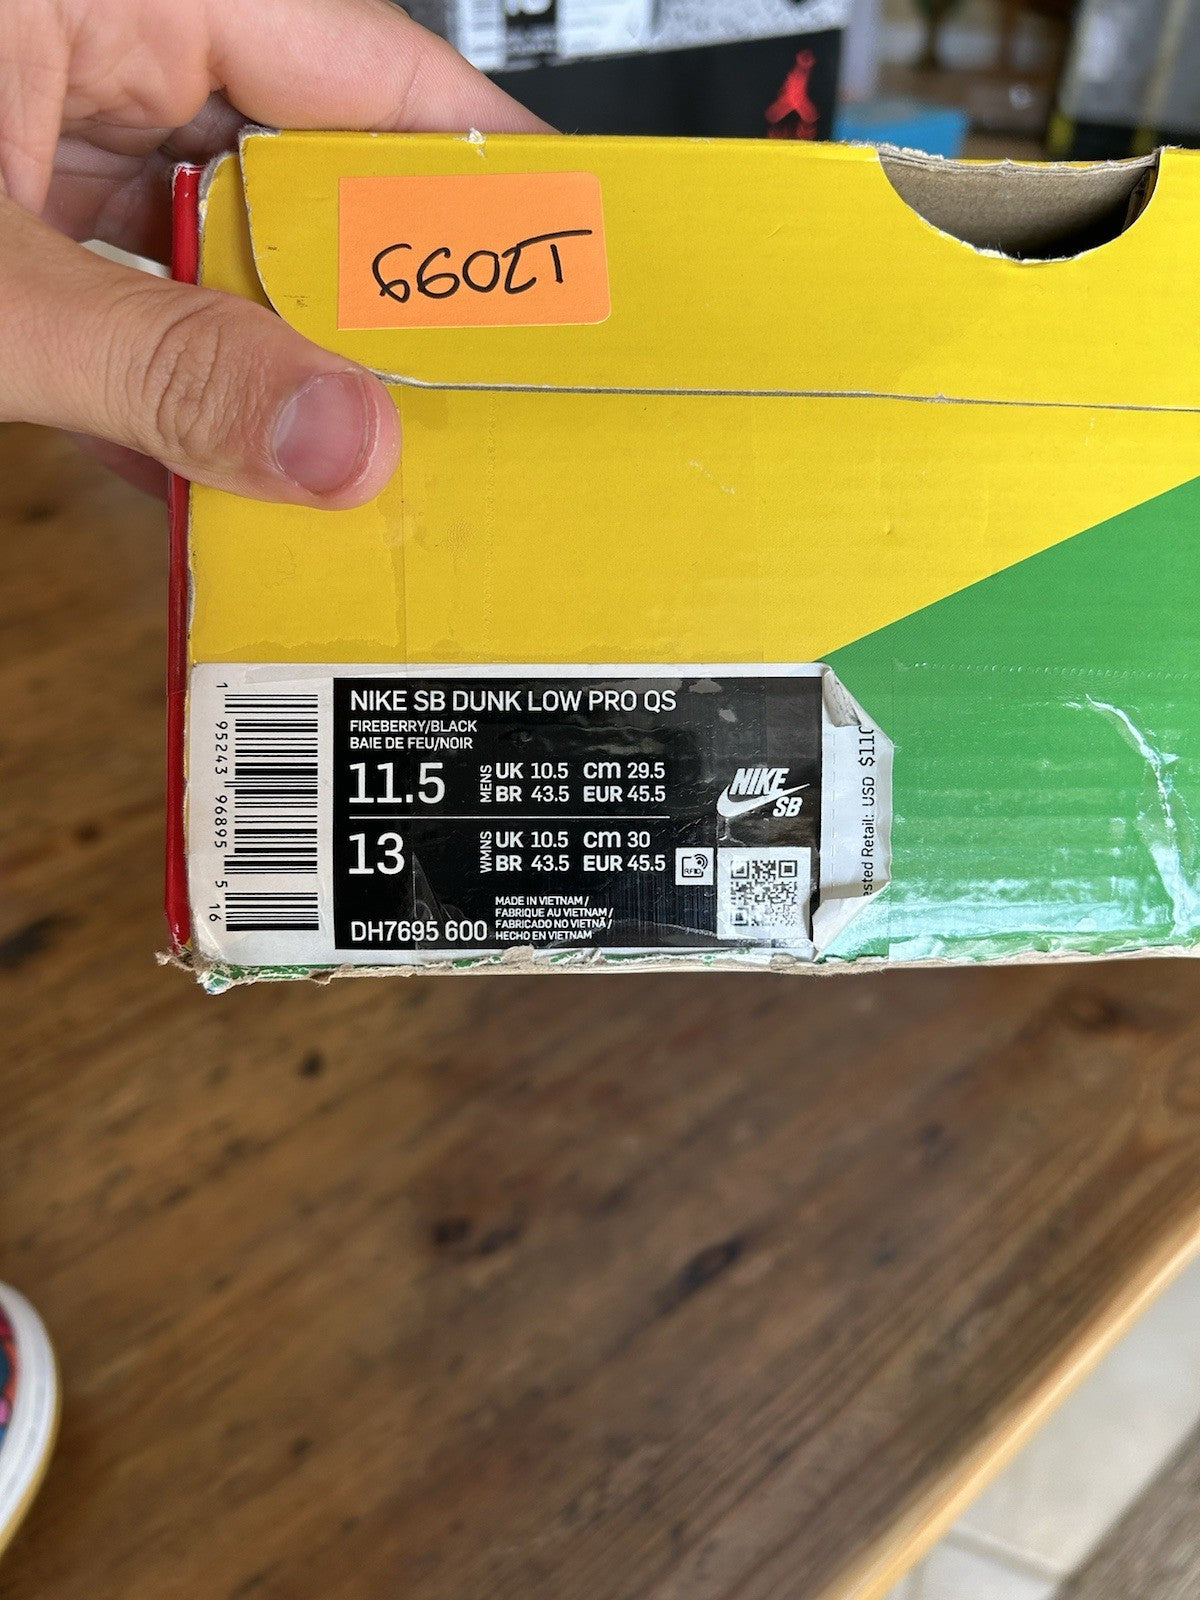 6602T
NIKE SB DUNK LOW PRO QS
FIREBERRY/BLACK
BAIE DE FEU/NOIR
11.5 MENS UK 10.5 CM 29.5
BR 43.5 EUR 45.5
13 WMNS UK 10.5 CM 30
BR 43.5 EUR 45.5
RFID
MADE IN VIETNAM /
FABRIQUE AU VIETNAM /
FABRICADO NO VIETNÃ /
HECHO EN VIETNAM
DH7695 600
NIKE
SB
Retail: USD $110
1 95243 96895 5 16